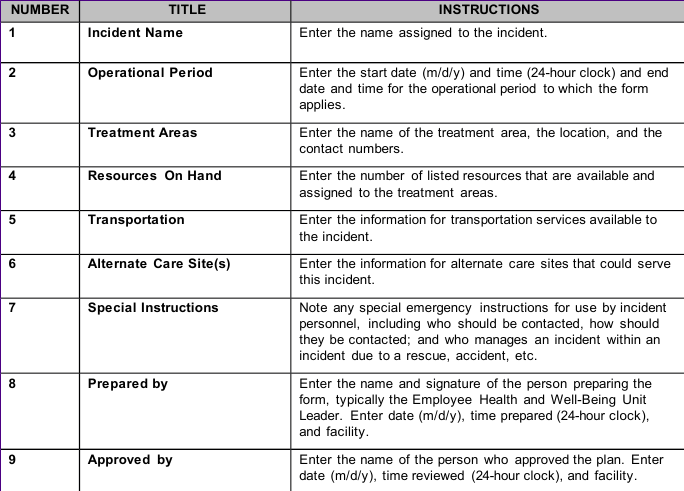 NUMBER TITLE INSTRUCTIONS
1 Incident Name Enter the name assigned to the incident.
2 Operational Period Enter the start date (m/d/y) and time (24-hour clock) and end
date and time for the operational period to which the form
applies.
3 Treatment Areas Enter the name of the treatment area, the location, and the
contact numbers.
4 Resources On Hand Enter the number of listed resources that are available and
assigned to the treatment areas.
5 Transportation Enter the information for transportation services available to
the incident.
6 Alternate Care Site(s) Enter the information for alternate care sites that could serve
this incident.
7 Special Instructions Note any special emergency instructions for use by incident
personnel, including who should be contacted, how should
they be contacted; and who manages an incident within an
incident due to a rescue, accident, etc.
8 Prepared by Enter the name and signature of the person preparing the
form, typically the Employee Health and Well-Being Unit
Leader. Enter date (m/d/y), time prepared (24-hour clock),
and facility.
9 Approved by Enter the name of the person who approved the plan. Enter
date (m/d/y), time reviewed (24-hour clock), and facility.